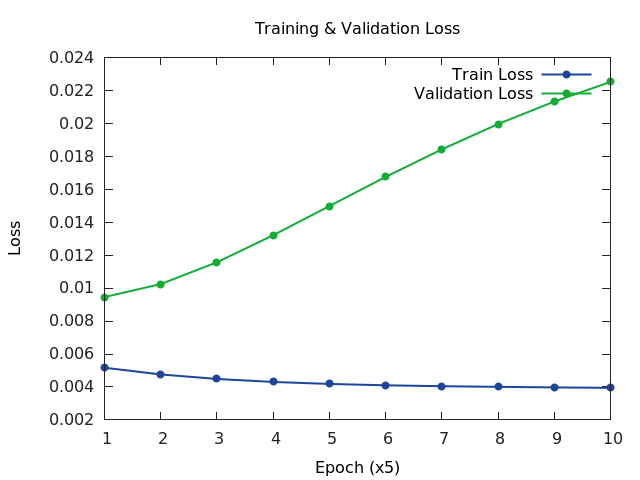 Training & Validation Loss
0.024
0.022
0.02
0.018
0.016
0.014
0.012
0.01
0.008
0.006
0.004
0.002
Loss
Train Loss
Validation Loss
1 2 3 4 5 6 7 8 9 10
Epoch (x5)